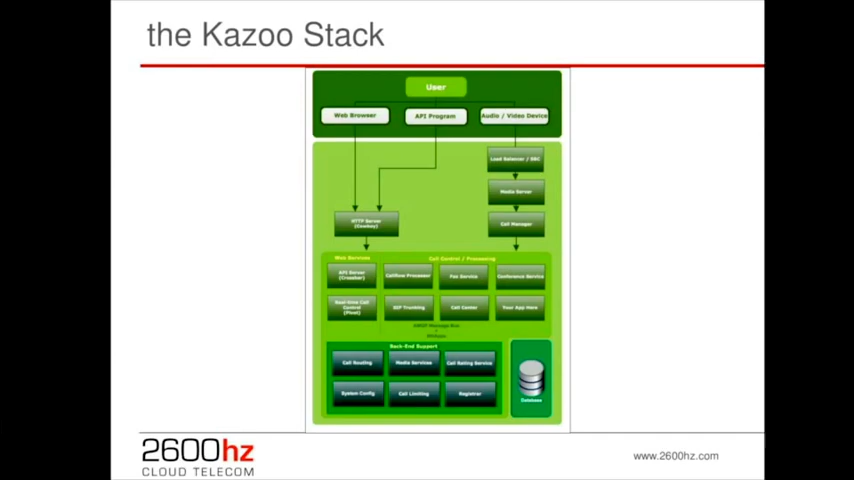 the Kazoo Stack
User
Web Browser
API Program
Audio / Video Device
Load Balancer / SBC
Media Server
HTTP Server
(Cowboy)
Call Manager
Web Services
Call Control / Processing
API Server
(Crossbar)
Callflow Processor
Fax Service
Conference Service
Real-time Call
Control
(Pivot)
SIP Trunking
Call Center
Your App Here
AMQP Message Bus
Back-End Support
Call Routing
Media Services
Call Rating Service
System Config
Call Limiting
Registrar
Database
2600hz
CLOUD TELECOM
www.2600hz.com